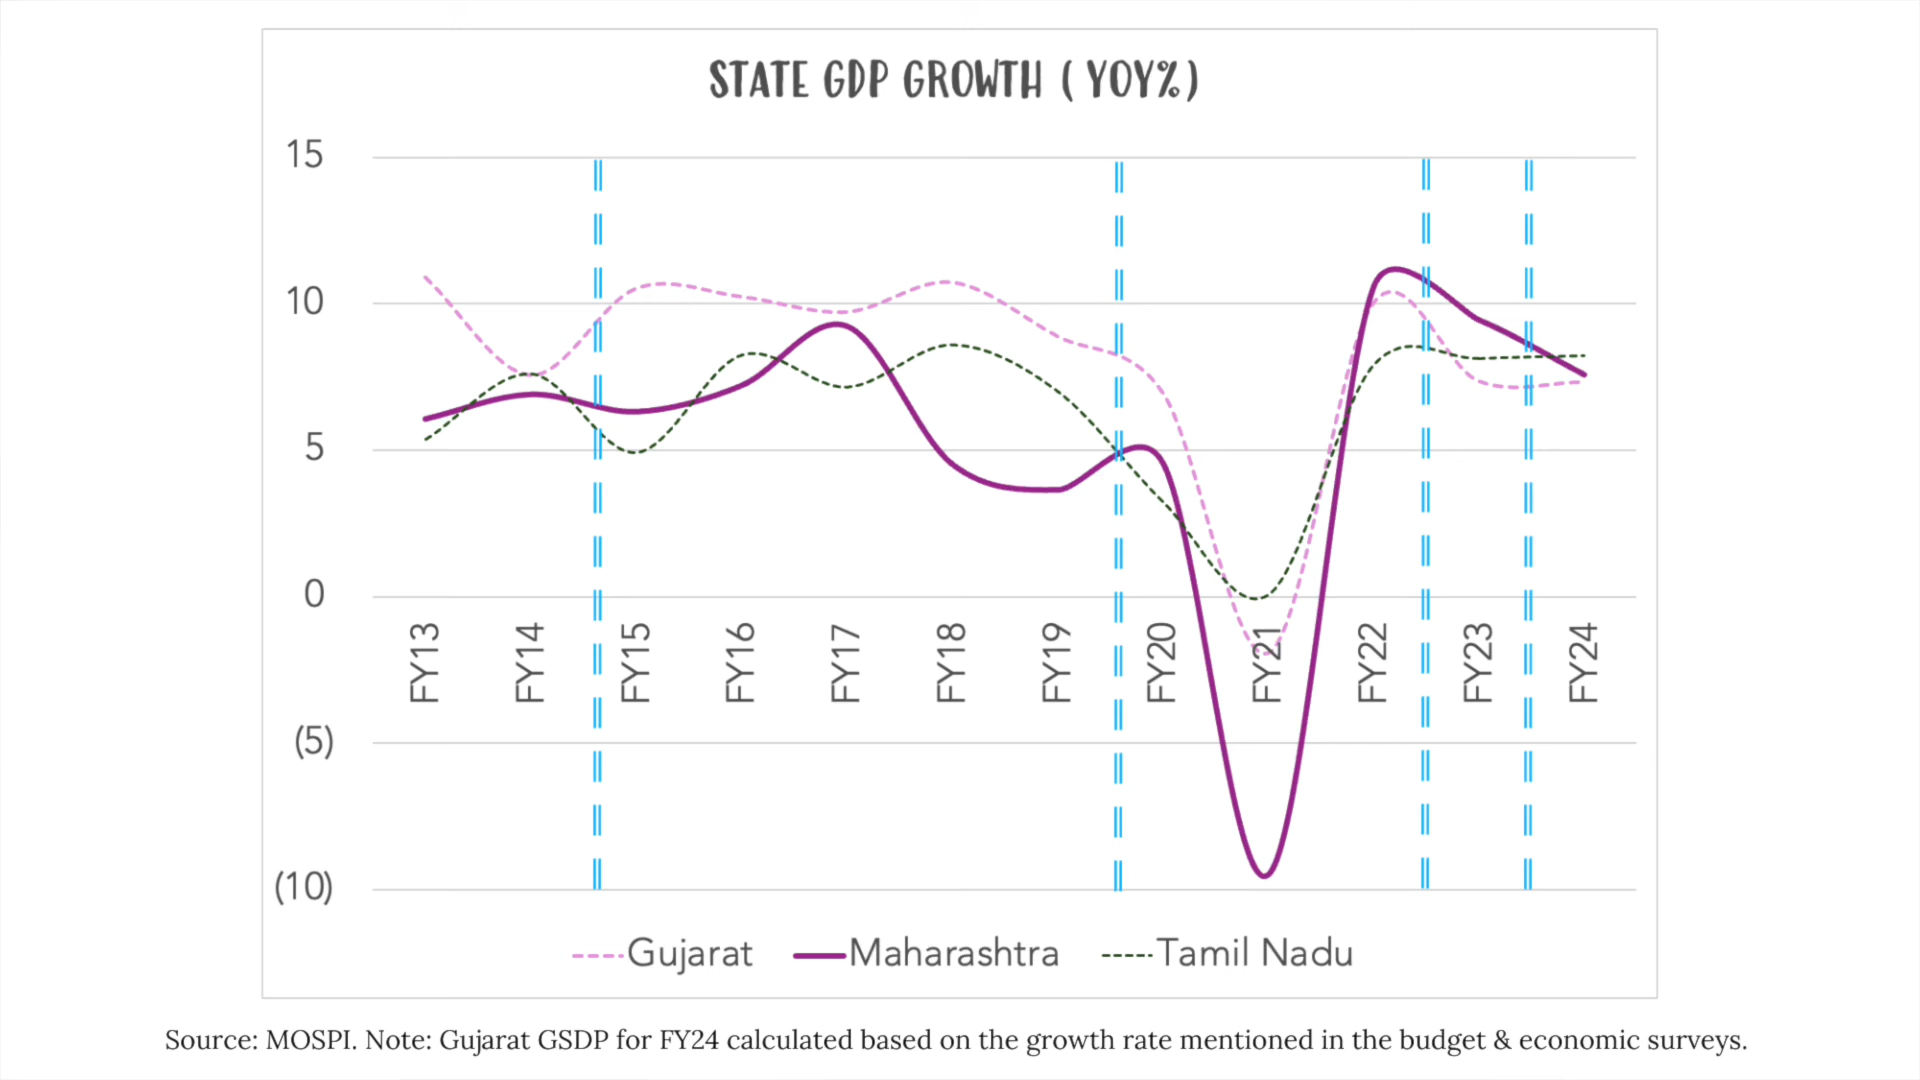 STATE GDP GROWTH ( YOY%)
15
10
5
0
(5)
(10)
FY13
FY14
FY15
FY16
FY17
FY18
FY19
FY20
FY21
FY22
FY23
FY24
Gujarat Maharashtra Tamil Nadu
Source: MOSPI. Note: Gujarat GSDP for FY24 calculated based on the growth rate mentioned in the budget & economic surveys.